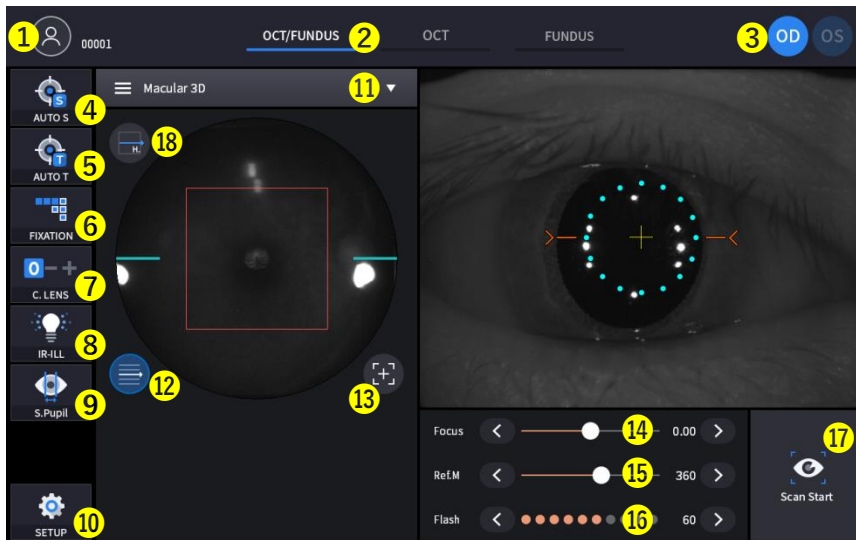 1 00001 OCT/FUNDUS 2 OCT FUNDUS 3 OD OS
S
4
AUTO S
T
5
AUTO T
6
FIXATION
0 - + 7
C. LENS
8
IR-ILL
9
S.Pupil
10
SETUP
Macular 3D 11
H. 18
12
13
Focus 14 0.00
Ref.M 15 360
Flash 16 60
17
Scan Start